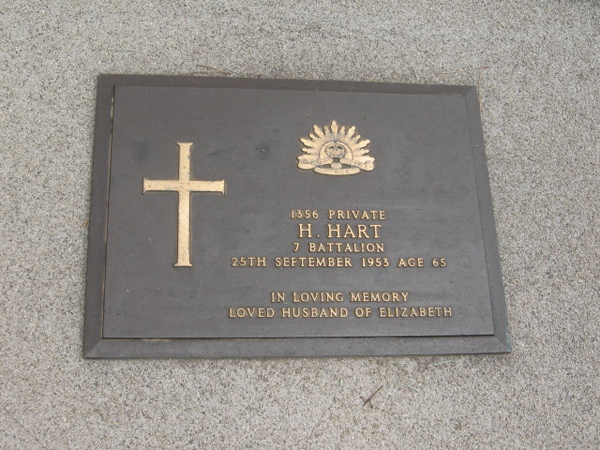 1356 PRIVATE
H. HART
7 BATTALION
25TH SEPTEMBER 1953 AGE 65
IN LOVING MEMORY
LOVED HUSBAND OF ELIZABETH